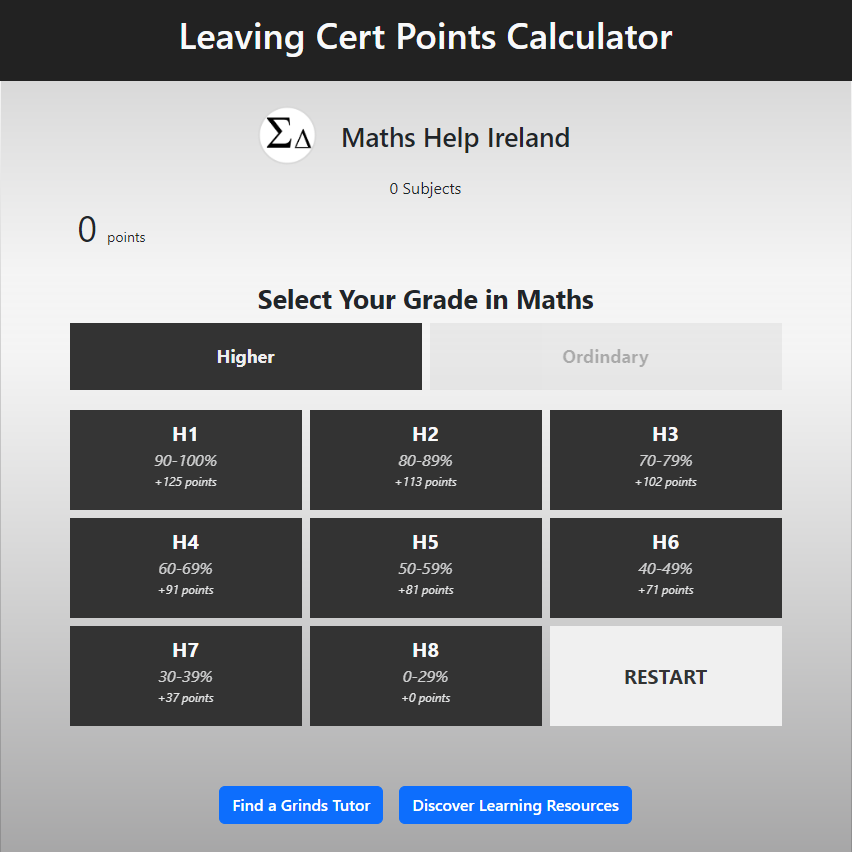 Leaving Cert Points Calculator
ΣΔ Maths Help Ireland
0 Subjects
0 points
Select Your Grade in Maths
Higher Ordindary
H1 H2 H3
90-100% 80-89% 70-79%
+125 points +113 points +102 points
H4 H5 H6
60-69% 50-59% 40-49%
+91 points +81 points +71 points
H7 H8
30-39% 0-29% RESTART
+37 points +0 points
Find a Grinds Tutor Discover Learning Resources